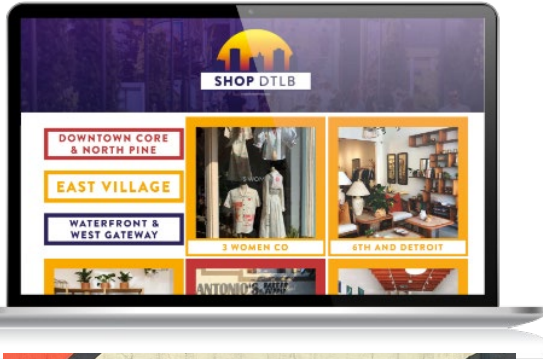 SHOP DTLB
DOWNTOWN CORE
& NORTH PINE
EAST VILLAGE
WATERFRONT &
WEST GATEWAY
3 WOMEN CO
6TH AND DETROIT
ANTONIO'S